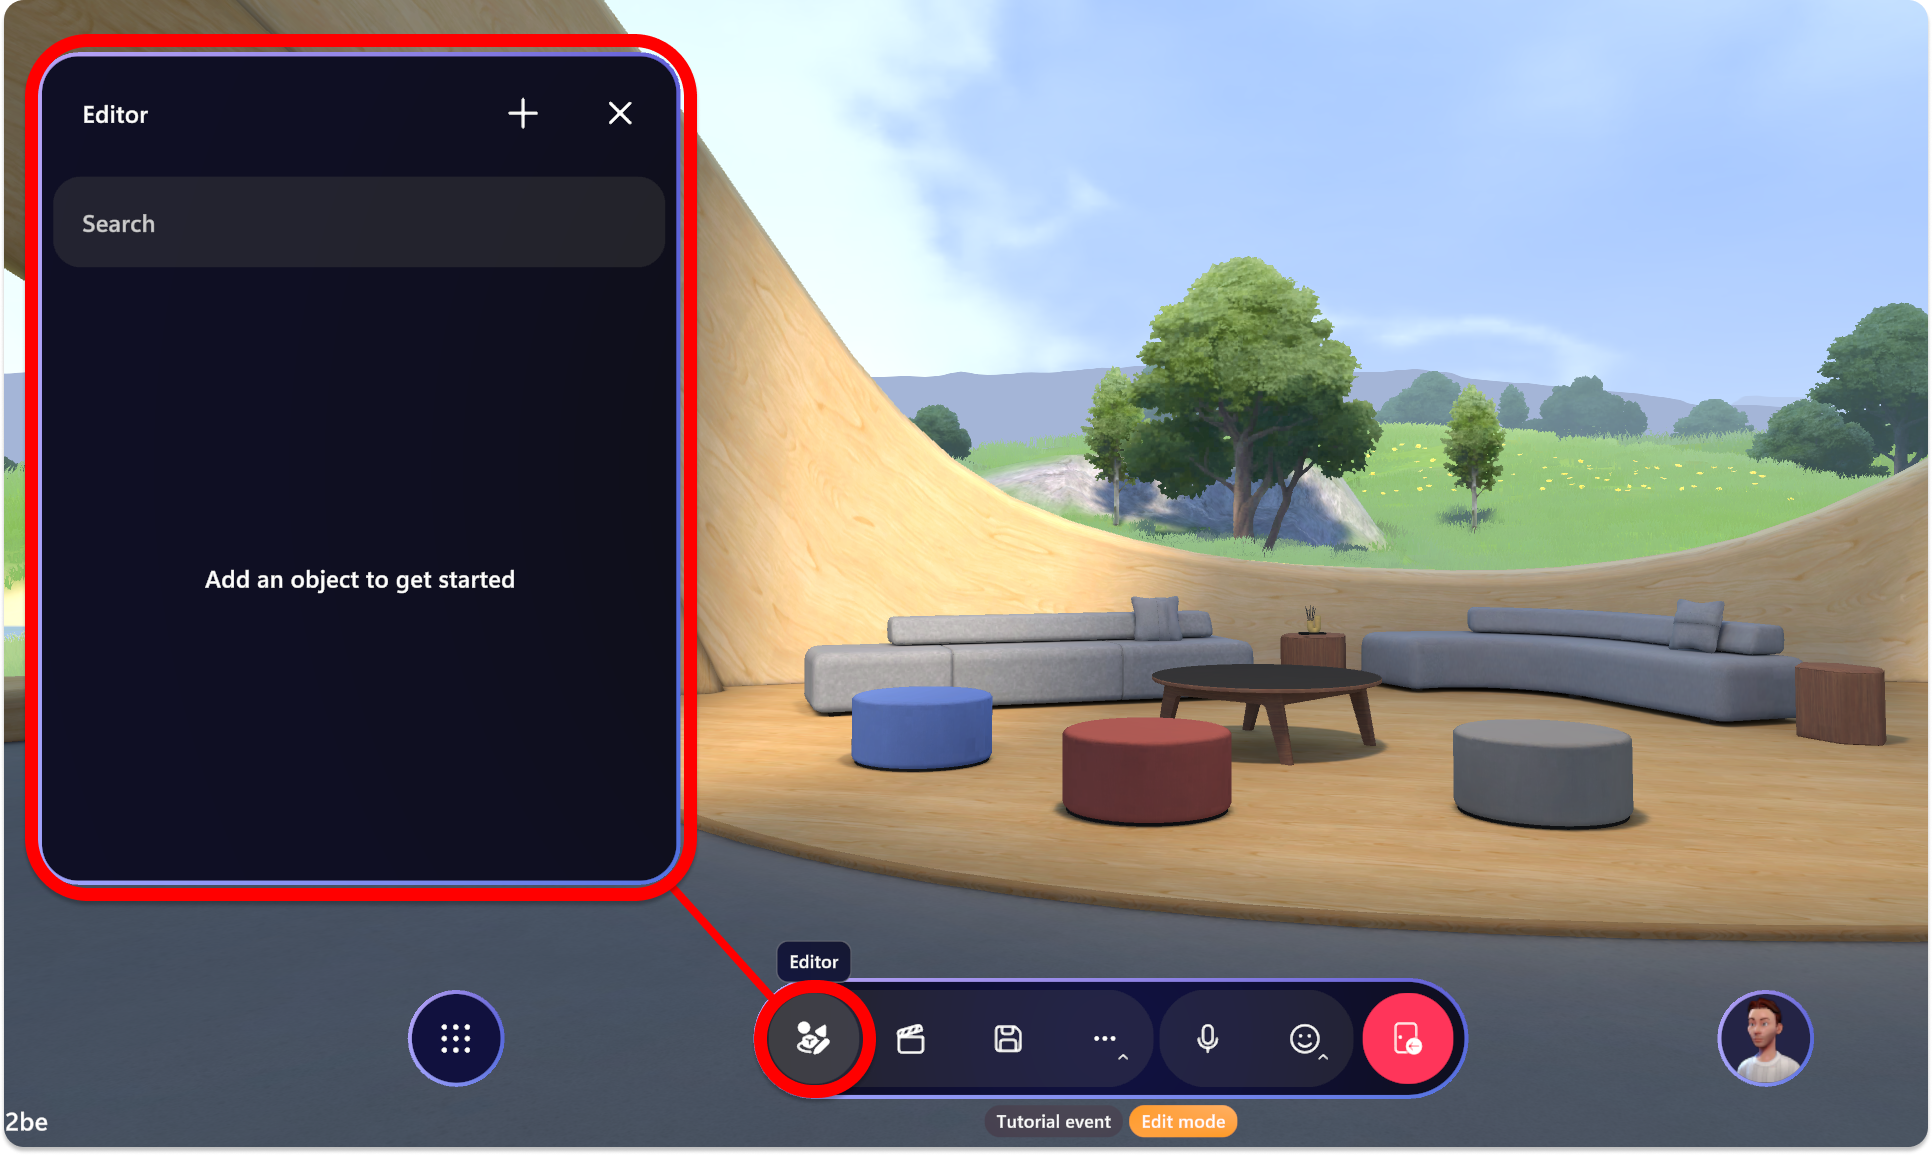 Editor
Search
Add an object to get started
Editor
2be
Tutorial event
Edit mode